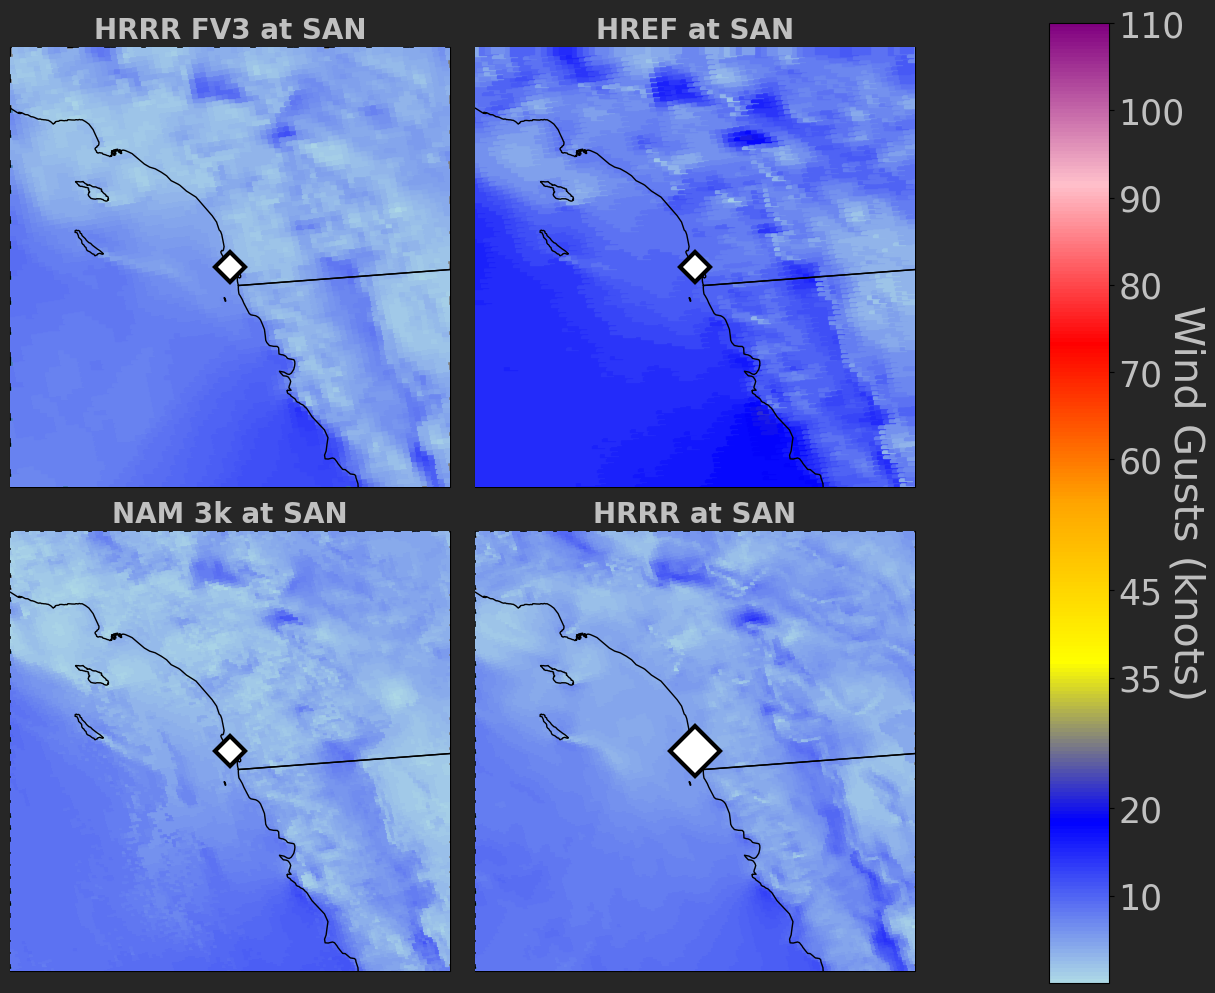 HRRR FV3 at SAN
HREF at SAN
NAM 3k at SAN
HRRR at SAN
110
100
90
80
70
60
45
35
20
10
Wind Gusts (knots)